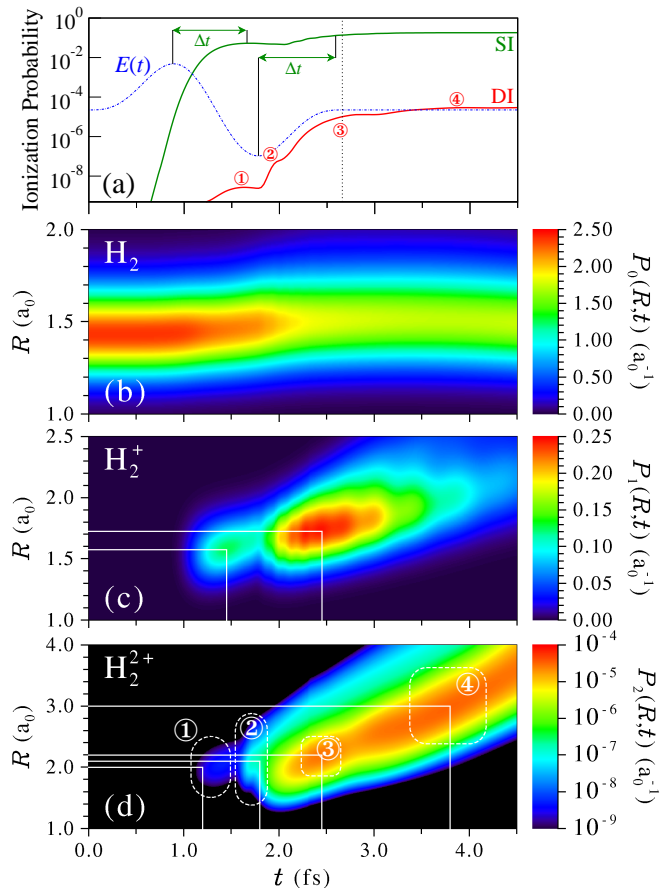 10⁰
10⁻²
10⁻⁴
10⁻⁶
10⁻⁸
Ionization Probability
Δt
Δt
E(t)
SI
DI
①
②
③
④
(a)
2.0
1.5
1.0
R (a₀)
H₂
(b)
2.50
2.00
1.50
1.00
0.50
0.00
P₀(R,t) (a₀⁻¹)
2.5
2.0
1.5
1.0
R (a₀)
H₂⁺
(c)
0.25
0.20
0.15
0.10
0.05
0.00
P₁(R,t) (a₀⁻¹)
4.0
3.0
2.0
1.0
R (a₀)
H₂²⁺
①
②
③
④
(d)
10⁻⁴
10⁻⁵
10⁻⁶
10⁻⁷
10⁻⁸
10⁻⁹
P₂(R,t) (a₀⁻¹)
0.0 1.0 2.0 3.0 4.0
t (fs)